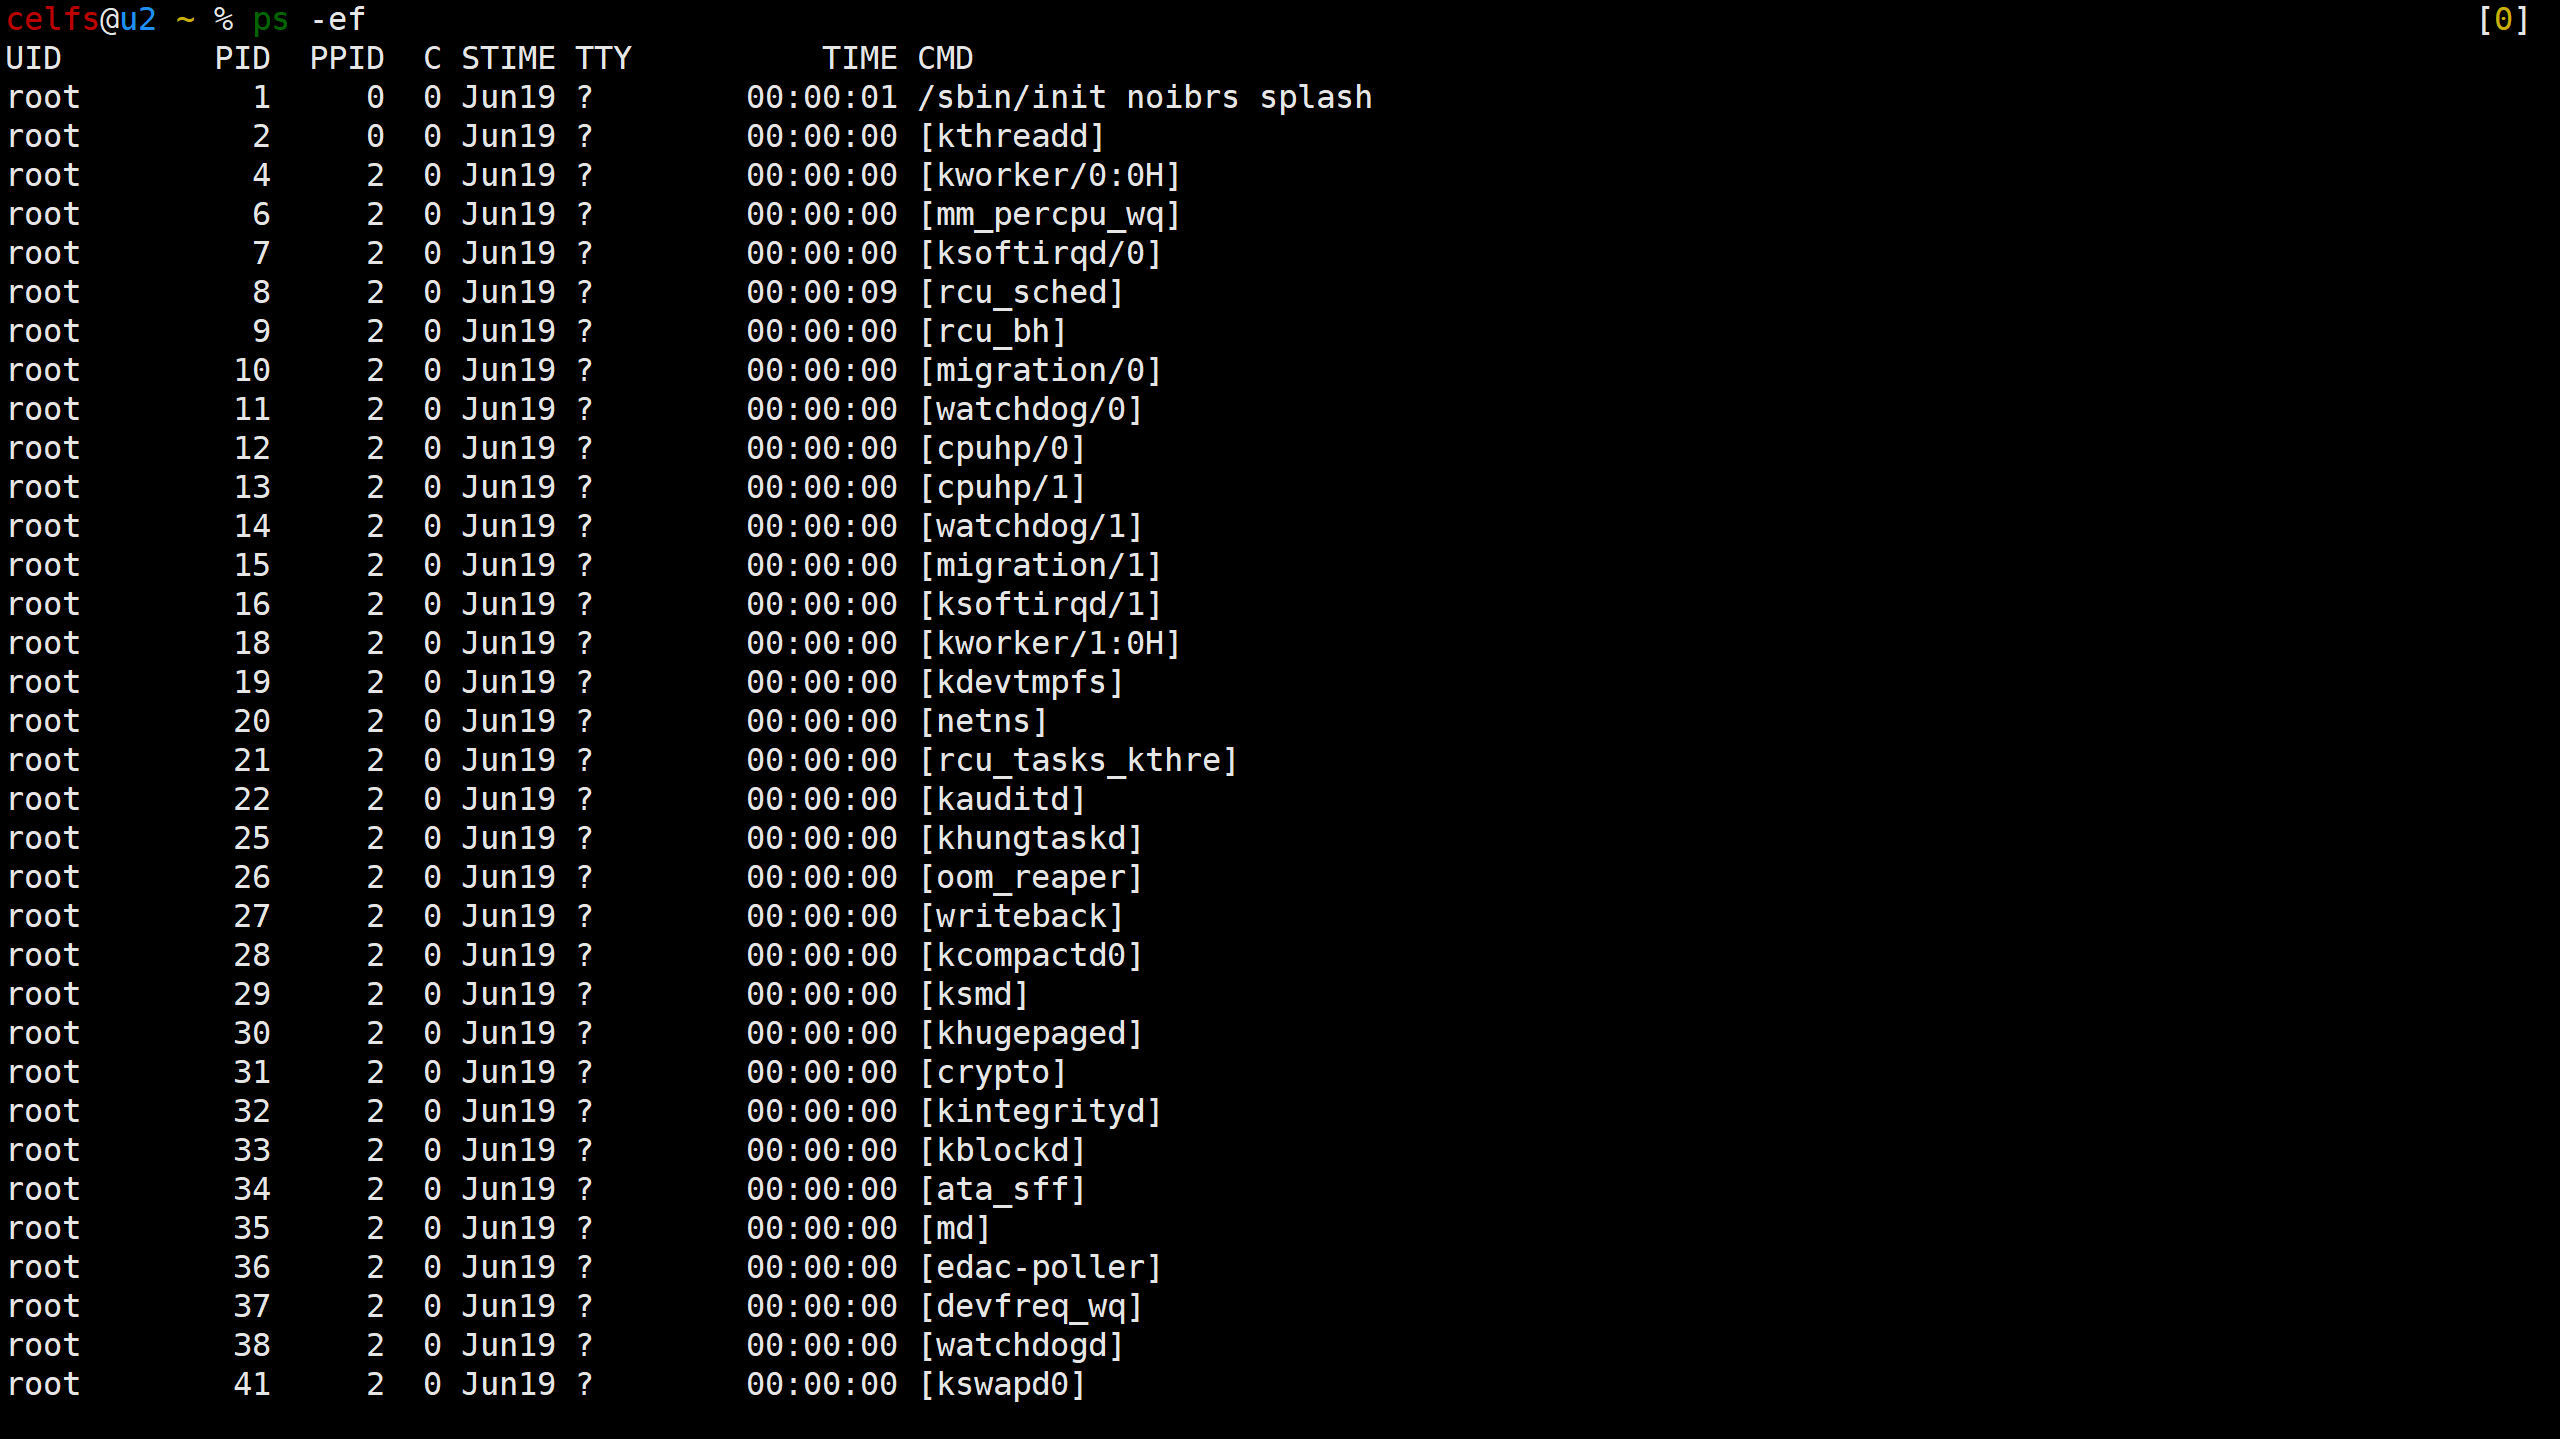 celfs@u2 ~ % ps -ef [0]
UID        PID  PPID  C STIME TTY          TIME CMD
root         1     0  0 Jun19 ?        00:00:01 /sbin/init noibrs splash
root         2     0  0 Jun19 ?        00:00:00 [kthreadd]
root         4     2  0 Jun19 ?        00:00:00 [kworker/0:0H]
root         6     2  0 Jun19 ?        00:00:00 [mm_percpu_wq]
root         7     2  0 Jun19 ?        00:00:00 [ksoftirqd/0]
root         8     2  0 Jun19 ?        00:00:09 [rcu_sched]
root         9     2  0 Jun19 ?        00:00:00 [rcu_bh]
root        10     2  0 Jun19 ?        00:00:00 [migration/0]
root        11     2  0 Jun19 ?        00:00:00 [watchdog/0]
root        12     2  0 Jun19 ?        00:00:00 [cpuhp/0]
root        13     2  0 Jun19 ?        00:00:00 [cpuhp/1]
root        14     2  0 Jun19 ?        00:00:00 [watchdog/1]
root        15     2  0 Jun19 ?        00:00:00 [migration/1]
root        16     2  0 Jun19 ?        00:00:00 [ksoftirqd/1]
root        18     2  0 Jun19 ?        00:00:00 [kworker/1:0H]
root        19     2  0 Jun19 ?        00:00:00 [kdevtmpfs]
root        20     2  0 Jun19 ?        00:00:00 [netns]
root        21     2  0 Jun19 ?        00:00:00 [rcu_tasks_kthre]
root        22     2  0 Jun19 ?        00:00:00 [kauditd]
root        25     2  0 Jun19 ?        00:00:00 [khungtaskd]
root        26     2  0 Jun19 ?        00:00:00 [oom_reaper]
root        27     2  0 Jun19 ?        00:00:00 [writeback]
root        28     2  0 Jun19 ?        00:00:00 [kcompactd0]
root        29     2  0 Jun19 ?        00:00:00 [ksmd]
root        30     2  0 Jun19 ?        00:00:00 [khugepaged]
root        31     2  0 Jun19 ?        00:00:00 [crypto]
root        32     2  0 Jun19 ?        00:00:00 [kintegrityd]
root        33     2  0 Jun19 ?        00:00:00 [kblockd]
root        34     2  0 Jun19 ?        00:00:00 [ata_sff]
root        35     2  0 Jun19 ?        00:00:00 [md]
root        36     2  0 Jun19 ?        00:00:00 [edac-poller]
root        37     2  0 Jun19 ?        00:00:00 [devfreq_wq]
root        38     2  0 Jun19 ?        00:00:00 [watchdogd]
root        41     2  0 Jun19 ?        00:00:00 [kswapd0]